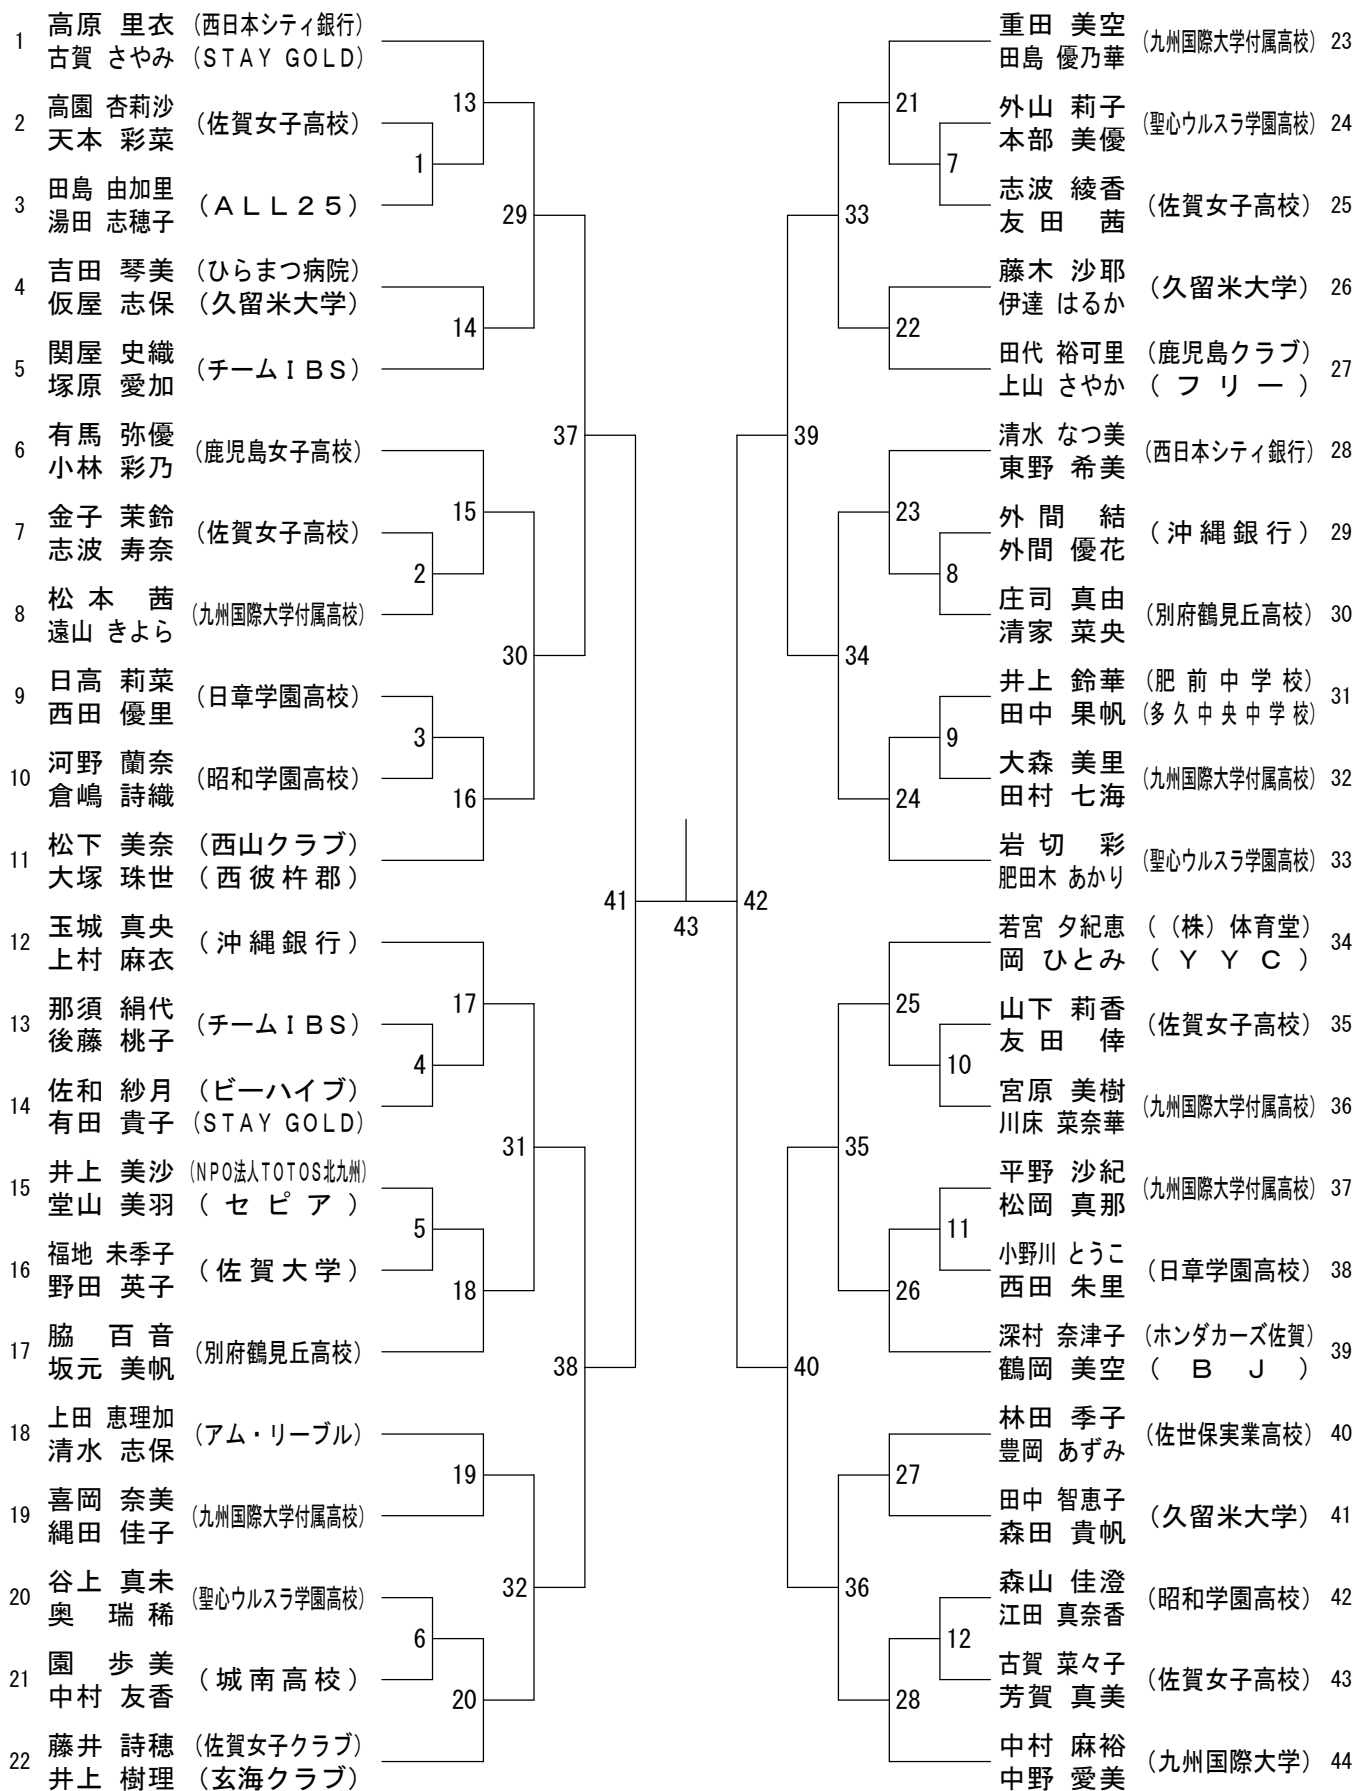 高原 里衣 (西日本シティ銀行)
1
古賀 さやみ (STAY GOLD)
高園 杏莉沙
2 (佐賀女子高校)
天本 彩菜
田島 由加里
3 (ALL25)
湯田 志穂子
吉田 琴美 (ひらまつ病院)
4
仮屋 志保 (久留米大学)
関屋 史織
5 (チームIBS)
塚原 愛加
有馬 弥優
6 (鹿児島女子高校)
小林 彩乃
金子 茉鈴
7 (佐賀女子高校)
志波 寿奈
松本 茜
8 (九州国際大学付属高校)
遠山 きよら
日高 莉菜
9 (日章学園高校)
西田 優里
河野 蘭奈
10 (昭和学園高校)
倉嶋 詩織
松下 美奈 (西山クラブ)
11
大塚 珠世 (西彼杵郡)
玉城 真央
12 (沖縄銀行)
上村 麻衣
那須 絹代
13 (チームIBS)
後藤 桃子
佐和 紗月 (ビーハイブ)
14
有田 貴子 (STAY GOLD)
井上 美沙 (NPO法人TOTOS北九州)
15
堂山 美羽 (セピア)
福地 未季子
16 (佐賀大学)
野田 英子
脇 百音
17 (別府鶴見丘高校)
坂元 美帆
上田 恵理加
18 (アム・リーブル)
清水 志保
喜岡 奈美
19 (九州国際大学付属高校)
縄田 佳子
谷上 真未
20 (聖心ウルスラ学園高校)
奥 瑞稀
園 歩美
21 (城南高校)
中村 友香
藤井 詩穂 (佐賀女子クラブ)
22
井上 樹理 (玄海クラブ)
13
1
29
14
37
15
2
30
3
16
41
17
4
31
5
18
38
19
32
6
20
43
42
21
7
33
22
39
23
8
34
9
24
25
10
35
11
26
40
27
36
12
28
重田 美空
(九州国際大学付属高校) 23
田島 優乃華
外山 莉子
(聖心ウルスラ学園高校) 24
本部 美優
志波 綾香
(佐賀女子高校) 25
友田 茜
藤木 沙耶
(久留米大学) 26
伊達 はるか
田代 裕可里 (鹿児島クラブ)
27
上山 さやか (フリー)
清水 なつ美
(西日本シティ銀行) 28
東野 希美
外間 結
(沖縄銀行) 29
外間 優花
庄司 真由
(別府鶴見丘高校) 30
清家 菜央
井上 鈴華 (肥前中学校)
31
田中 果帆 (多久中央中学校)
大森 美里
(九州国際大学付属高校) 32
田村 七海
岩切 彩
(聖心ウルスラ学園高校) 33
肥田木 あかり
若宮 夕紀恵 ((株)体育堂)
34
岡 ひとみ (YYC)
山下 莉香
(佐賀女子高校) 35
友田 倖
宮原 美樹
(九州国際大学付属高校) 36
川床 菜奈華
平野 沙紀
(九州国際大学付属高校) 37
松岡 真那
小野川 とうこ
(日章学園高校) 38
西田 朱里
深村 奈津子 (ホンダカーズ佐賀)
39
鶴岡 美空 (BJ)
林田 季子
(佐世保実業高校) 40
豊岡 あずみ
田中 智恵子
(久留米大学) 41
森田 貴帆
森山 佳澄
(昭和学園高校) 42
江田 真奈香
古賀 菜々子
(佐賀女子高校) 43
芳賀 真美
中村 麻裕
(九州国際大学) 44
中野 愛美